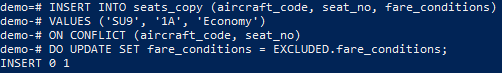 demo-# INSERT INTO seats_copy (aircraft_code, seat_no, fare_conditions)
demo-# VALUES ('SU9', '1A', 'Economy')
demo-# ON CONFLICT (aircraft_code, seat_no)
demo-# DO UPDATE SET fare_conditions = EXCLUDED.fare_conditions;
INSERT 0 1